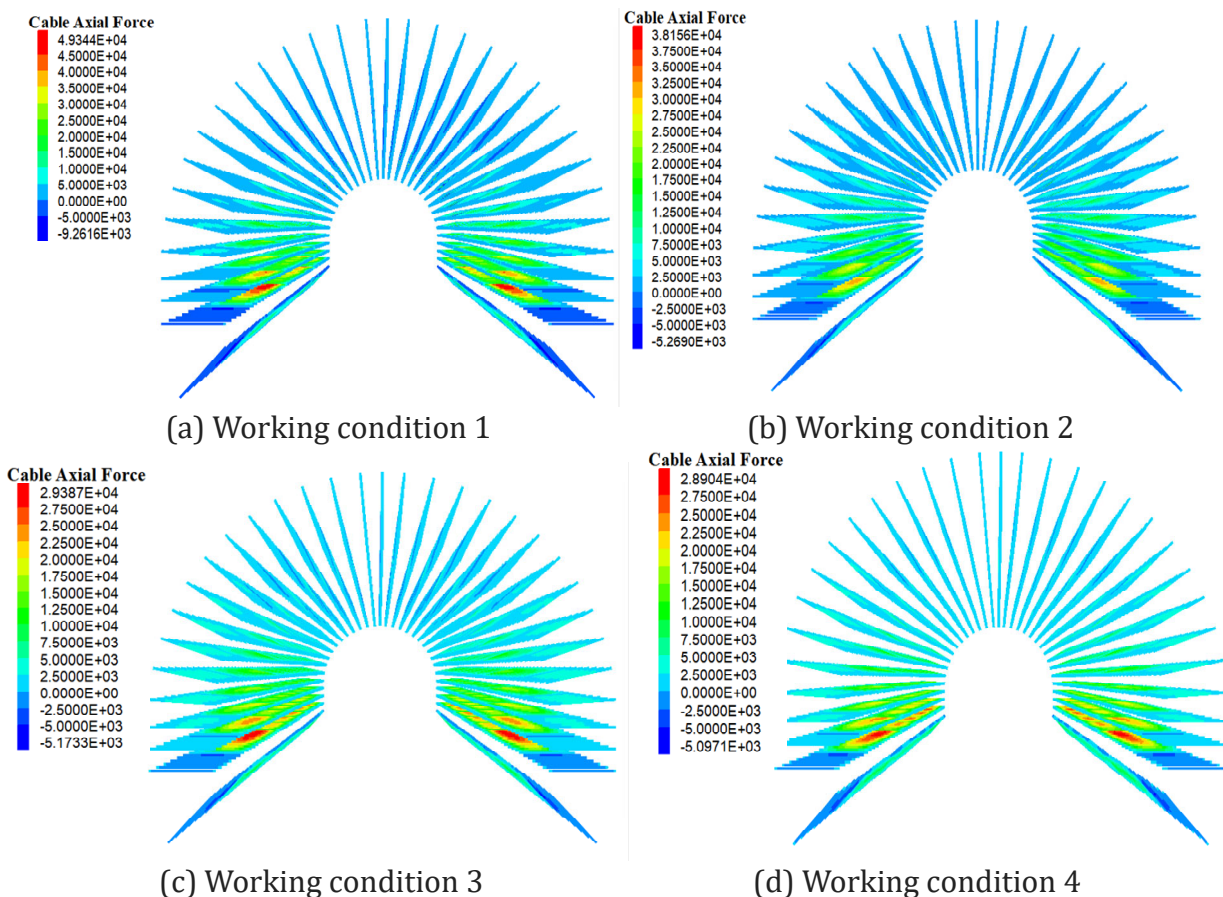 Cable Axial Force
4.9344E+04
4.5000E+04
4.0000E+04
3.5000E+04
3.0000E+04
2.5000E+04
2.0000E+04
1.5000E+04
1.0000E+04
5.0000E+03
0.0000E+00
-5.0000E+03
-9.2616E+03
(a) Working condition 1
Cable Axial Force
3.8156E+04
3.7500E+04
3.5000E+04
3.2500E+04
3.0000E+04
2.7500E+04
2.5000E+04
2.2500E+04
2.0000E+04
1.7500E+04
1.5000E+04
1.2500E+04
1.0000E+04
7.5000E+03
5.0000E+03
2.5000E+03
0.0000E+00
-2.5000E+03
-5.0000E+03
-5.2690E+03
(b) Working condition 2
Cable Axial Force
2.9387E+04
2.7500E+04
2.5000E+04
2.2500E+04
2.0000E+04
1.7500E+04
1.5000E+04
1.2500E+04
1.0000E+04
7.5000E+03
5.0000E+03
2.5000E+03
0.0000E+00
-2.5000E+03
-5.0000E+03
-5.1733E+03
(c) Working condition 3
Cable Axial Force
2.8904E+04
2.7500E+04
2.5000E+04
2.2500E+04
2.0000E+04
1.7500E+04
1.5000E+04
1.2500E+04
1.0000E+04
7.5000E+03
5.0000E+03
2.5000E+03
0.0000E+00
-2.5000E+03
-5.0000E+03
-5.0971E+03
(d) Working condition 4